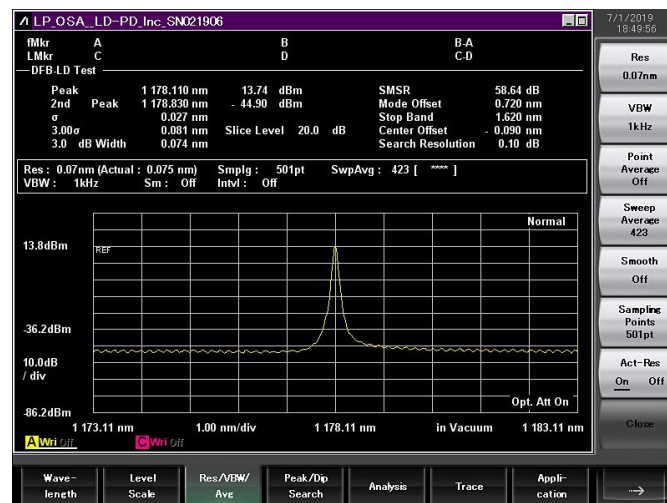 LP_OSA__LD-PD_Inc_SN021906
7/1/2019
18:49:56
fMkr A B B-A
LMkr C D C-D
DFB-LD Test
Peak 1 178.110 nm 13.74 dBm SMSR 58.64 dB
2nd Peak 1 178.830 nm - 44.90 dBm Mode Offset 0.720 nm
σ 0.027 nm Stop Band 1.620 nm
3.00σ 0.081 nm Slice Level 20.0 dB Center Offset - 0.090 nm
3.0 dB Width 0.074 nm Search Resolution 0.10 dB
Res : 0.07nm (Actual : 0.075 nm) Smplg : 501pt SwpAvg : 423 [ **** ]
VBW : 1kHz Sm : Off Intvl : Off
Normal
13.8dBm
REF
-36.2dBm
10.0dB
/ div
Opt. Att On
-86.2dBm
1 173.11 nm 1.00 nm/div 1 178.11 nm in Vacuum 1 183.11 nm
A Wri Off C Wri Off
Res
0.07nm
VBW
1kHz
Point
Average
Off
Sweep
Average
423
Smooth
Off
Sampling
Points
501pt
Act-Res
On Off
Close
Wave-
length
Level
Scale
Res/VBW/
Avg
Peak/Dip
Search
Analysis
Trace
Appli-
cation